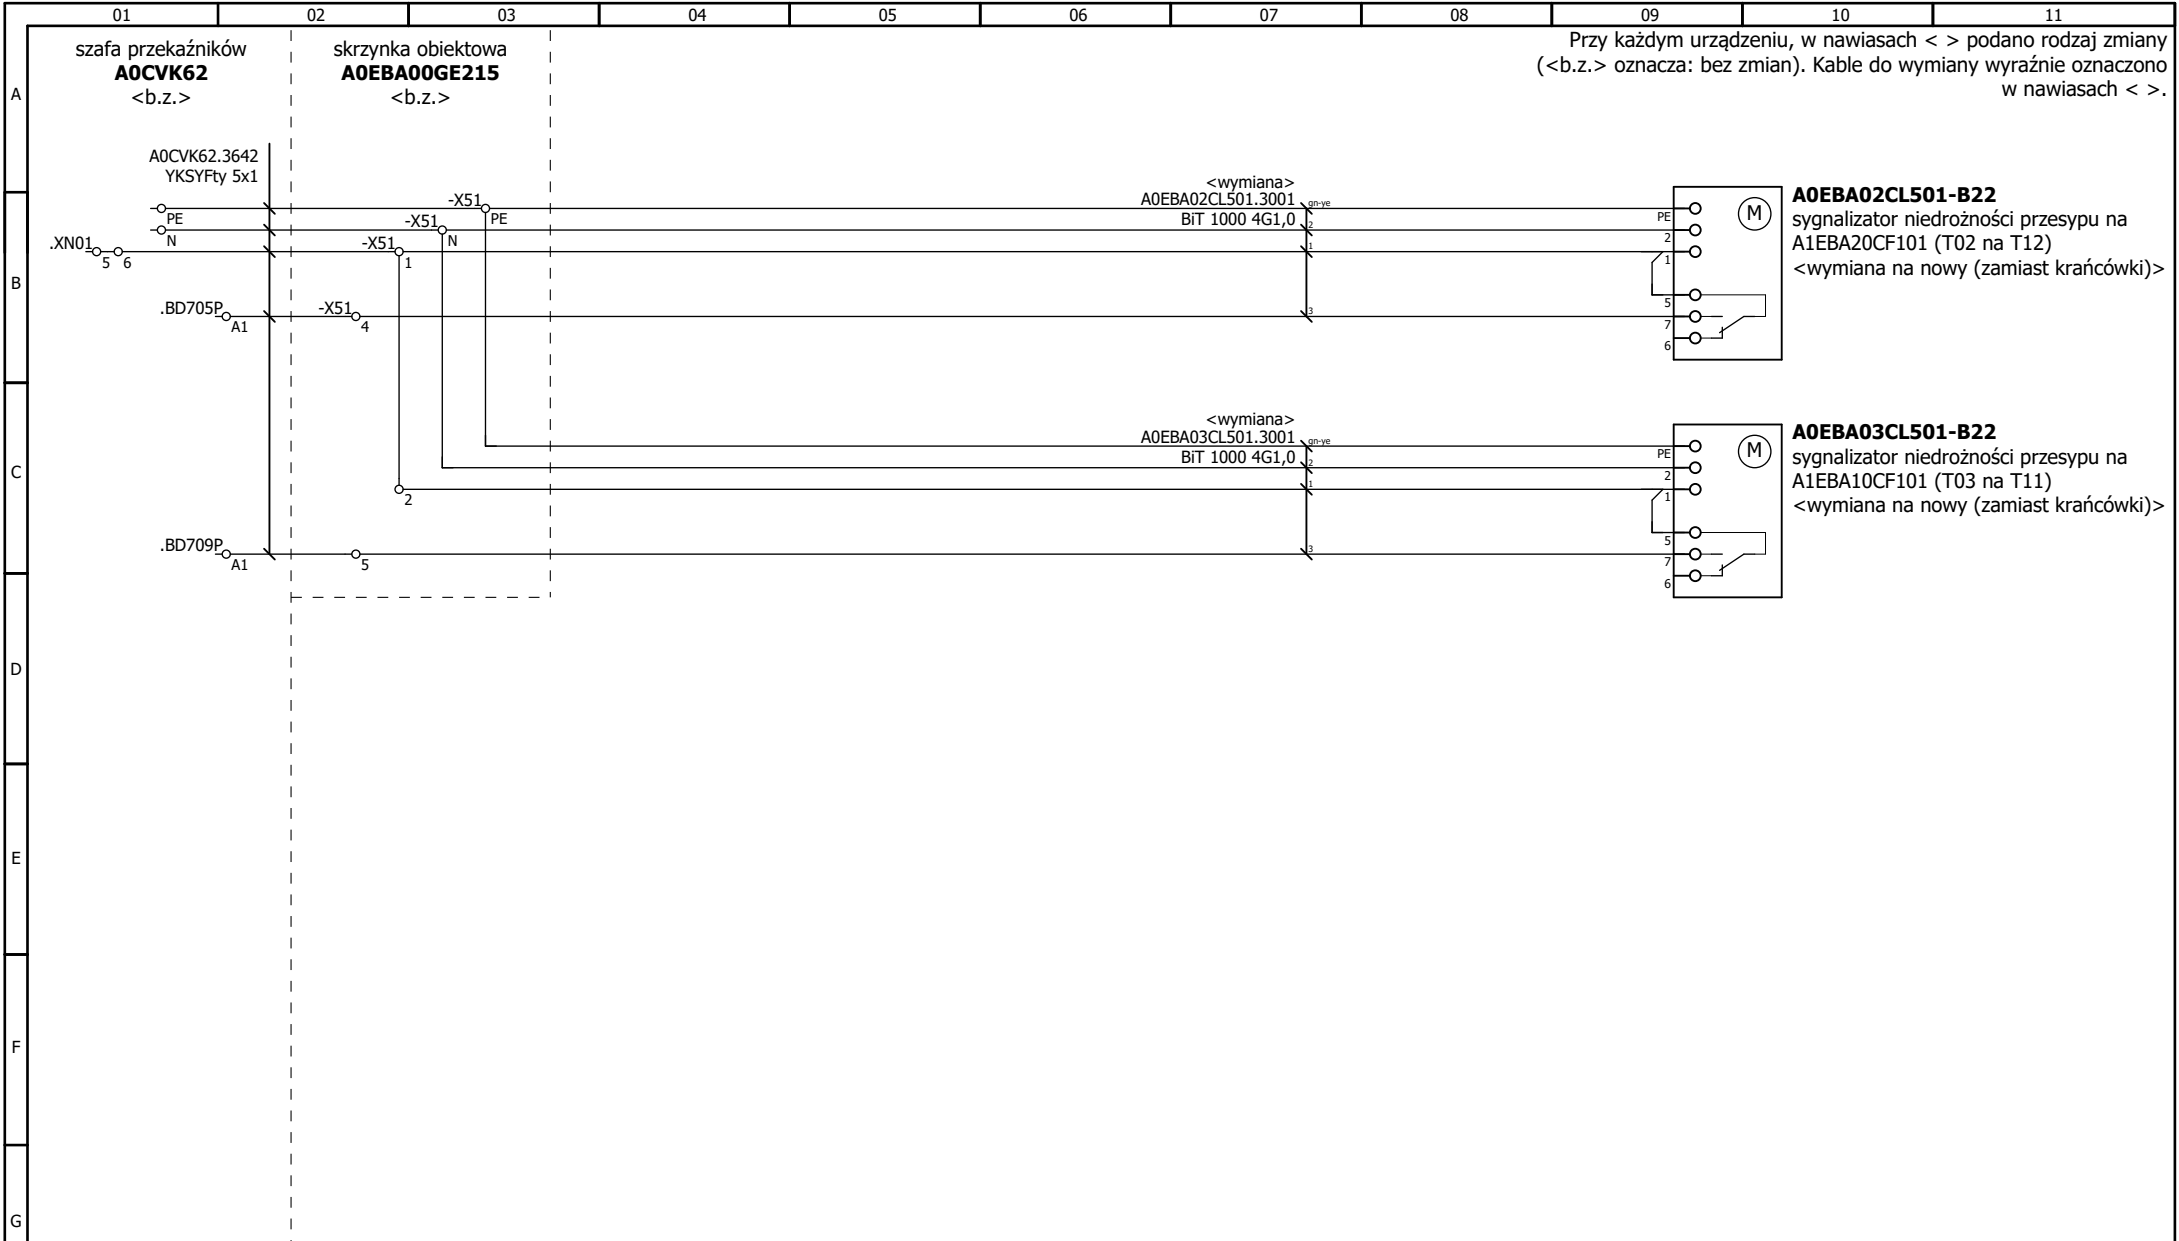 01 02 03 04 05 06 07 08 09 10 11
szafa przekaźników
A0CVK62
<b.z.>
skrzynka obiektowa
A0EBA00GE215
<b.z.>
Przy każdym urządzeniu, w nawiasach < > podano rodzaj zmiany
(<b.z.> oznacza: bez zmian). Kable do wymiany wyraźnie oznaczono
w nawiasach < >.
A
A0CVK62.3642
YKSYFty 5x1
PE
N
.XN01
5 6
-X51
PE
-X51
N
-X51
1
<wymiana>
A0EBA02CL501.3001
BiT 1000 4G1,0
gn-ye
2
1
3
PE
2
1
5
7
6
M
A0EBA02CL501-B22
sygnalizator niedrożności przesypu na
A1EBA20CF101 (T02 na T12)
<wymiana na nowy (zamiast krańcówki)>
B
.BD705P
A1
-X51
4
<wymiana>
A0EBA03CL501.3001
BiT 1000 4G1,0
gn-ye
2
1
3
PE
2
1
5
7
6
M
A0EBA03CL501-B22
sygnalizator niedrożności przesypu na
A1EBA10CF101 (T03 na T11)
<wymiana na nowy (zamiast krańcówki)>
C
2
.BD709P
A1
5
D
E
F
G